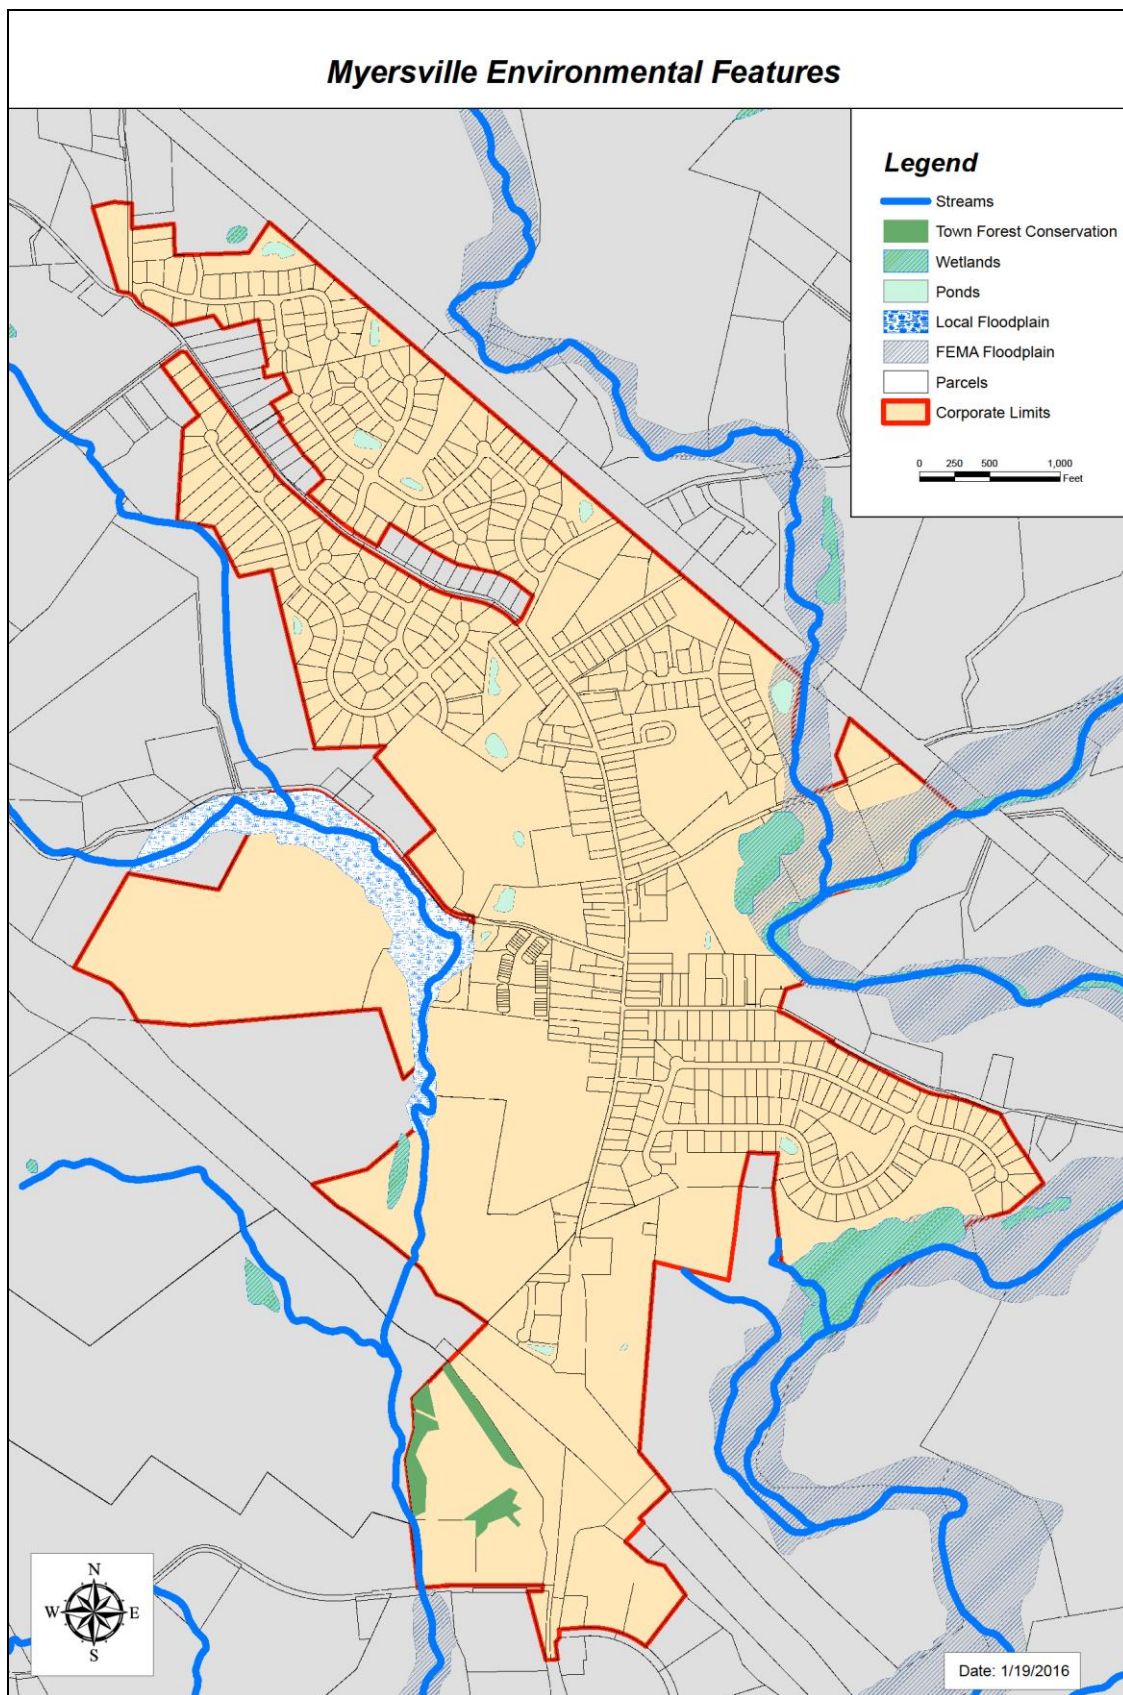 Myersville Environmental Features
Legend
Streams
Town Forest Conservation
Wetlands
Ponds
Local Floodplain
FEMA Floodplain
Parcels
Corporate Limits
0 250 500 1,000
Feet
N
W E
S
Date: 1/19/2016